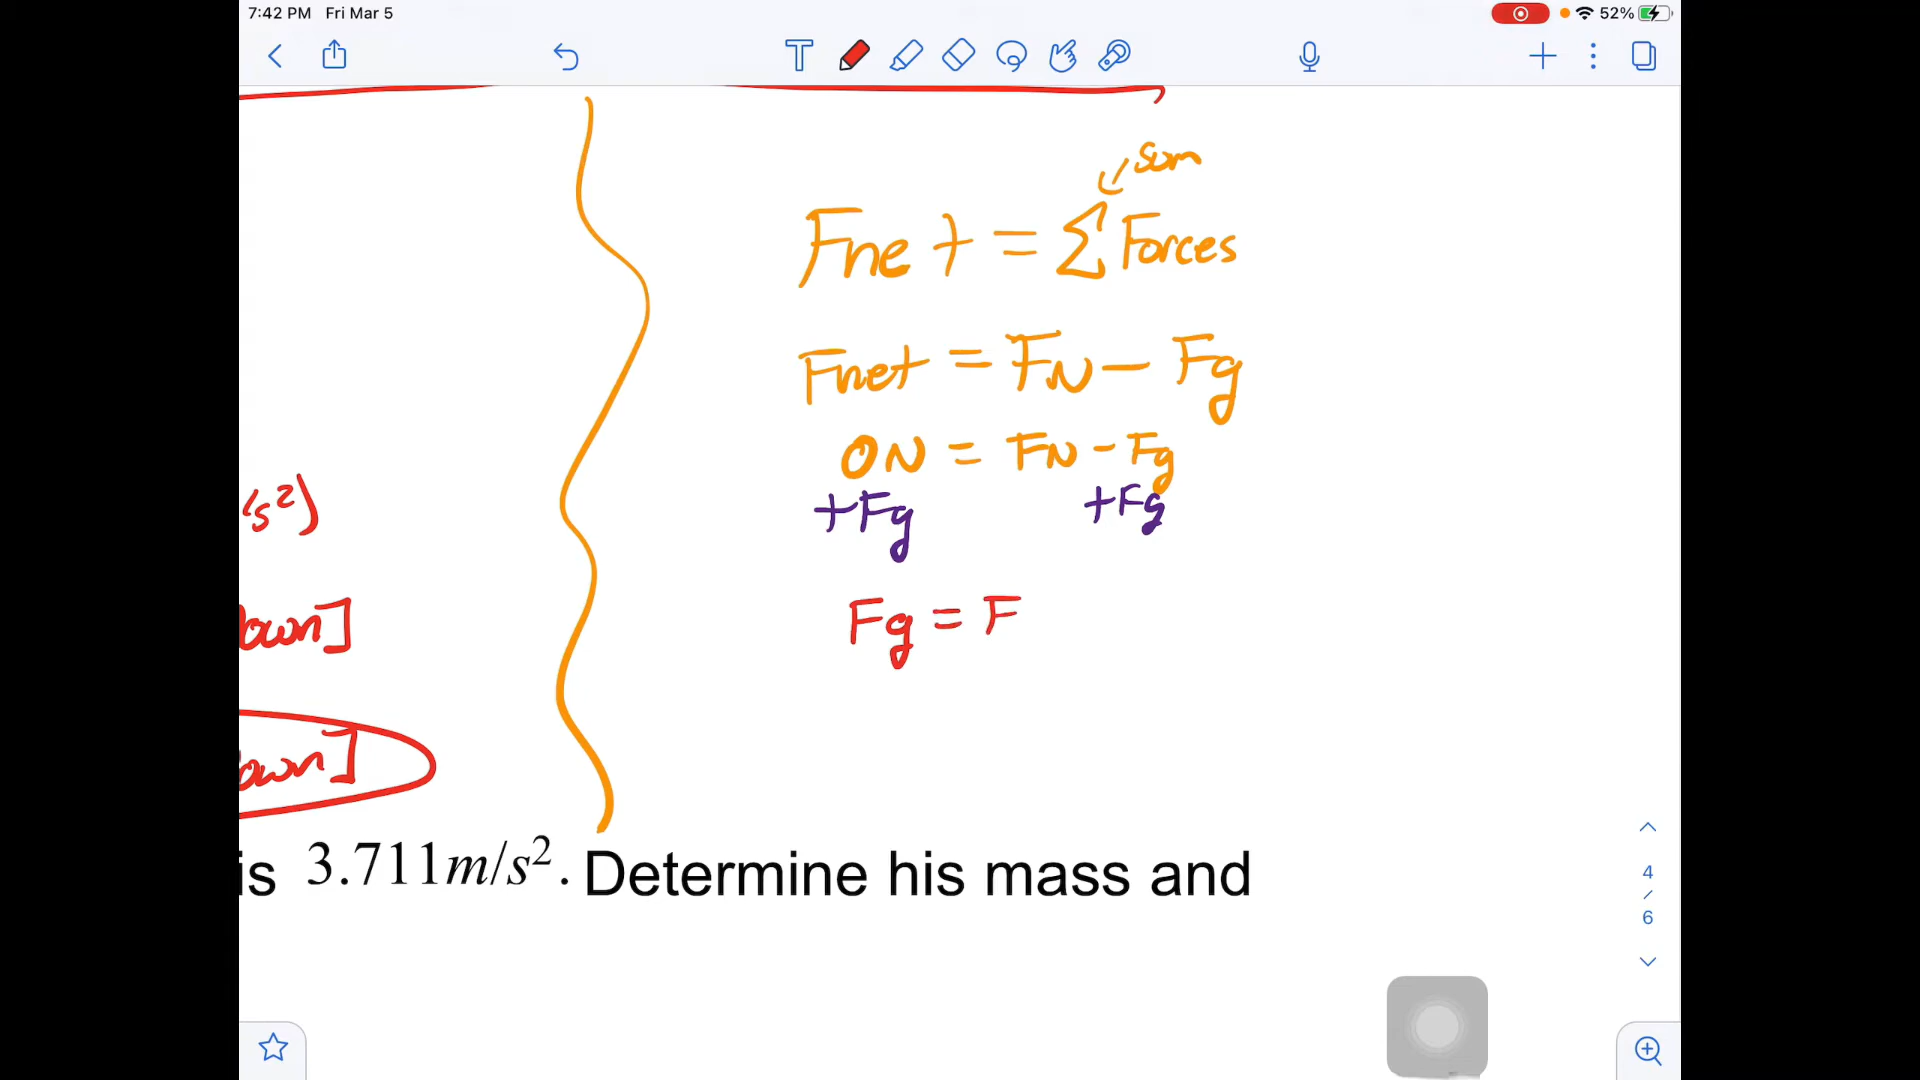 7:42 PM Fri Mar 5
52%
T
sum
Fnet = Σ Forces
Fnet = FN - Fg
0N = FN - Fg
+Fg +Fg
s²)
Fg = F
own]
own]
is 3.711m/s². Determine his mass and
4
/
6